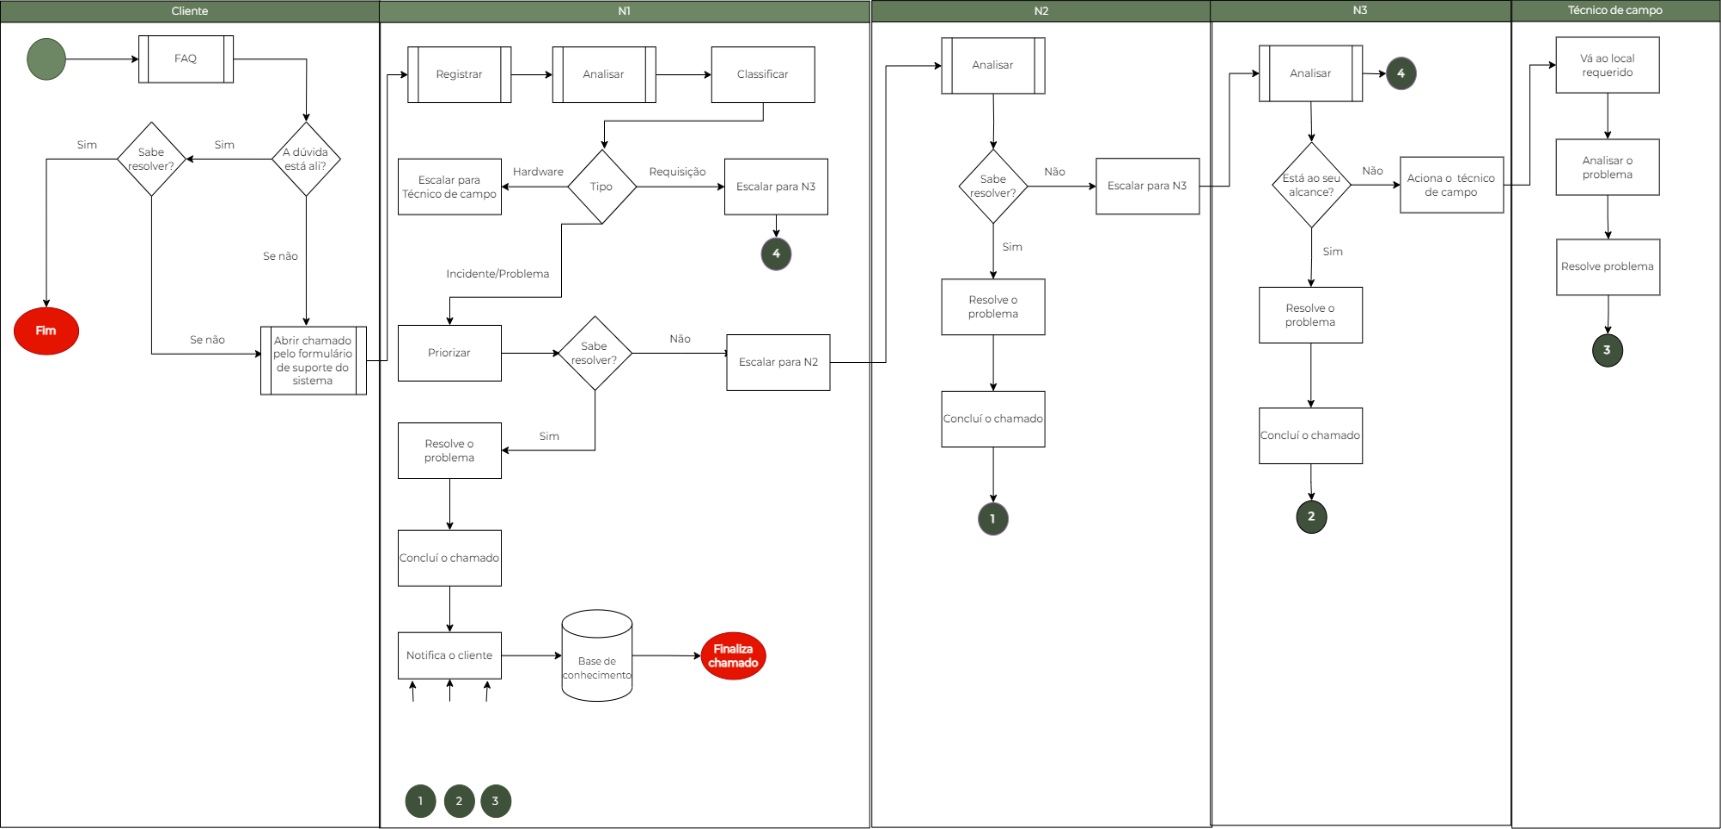 Cliente
N1
N2
N3
Técnico de campo
FAQ
Sabe
resolver?
Sim
Sim
A dúvida
está ali?
Se não
Se não
Fim
Abrir chamado
pelo formulário
de suporte do
sistema
Registrar
Analisar
Classificar
Escalar para
Técnico de campo
Hardware
Tipo
Requisição
Escalar para N3
4
Incidente/Problema
Priorizar
Sabe
resolver?
Não
Escalar para N2
Sim
Resolve o
problema
Concluí o chamado
Notifica o cliente
Base de
conhecimento
Finaliza
chamado
1
2
3
Analisar
Sabe
resolver?
Não
Escalar para N3
Sim
Resolve o
problema
Concluí o chamado
1
Analisar
4
Está ao seu
alcance?
Não
Aciona o técnico
de campo
Sim
Resolve o
problema
Concluí o chamado
2
Vá ao local
requerido
Analisar o
problema
Resolve problema
3